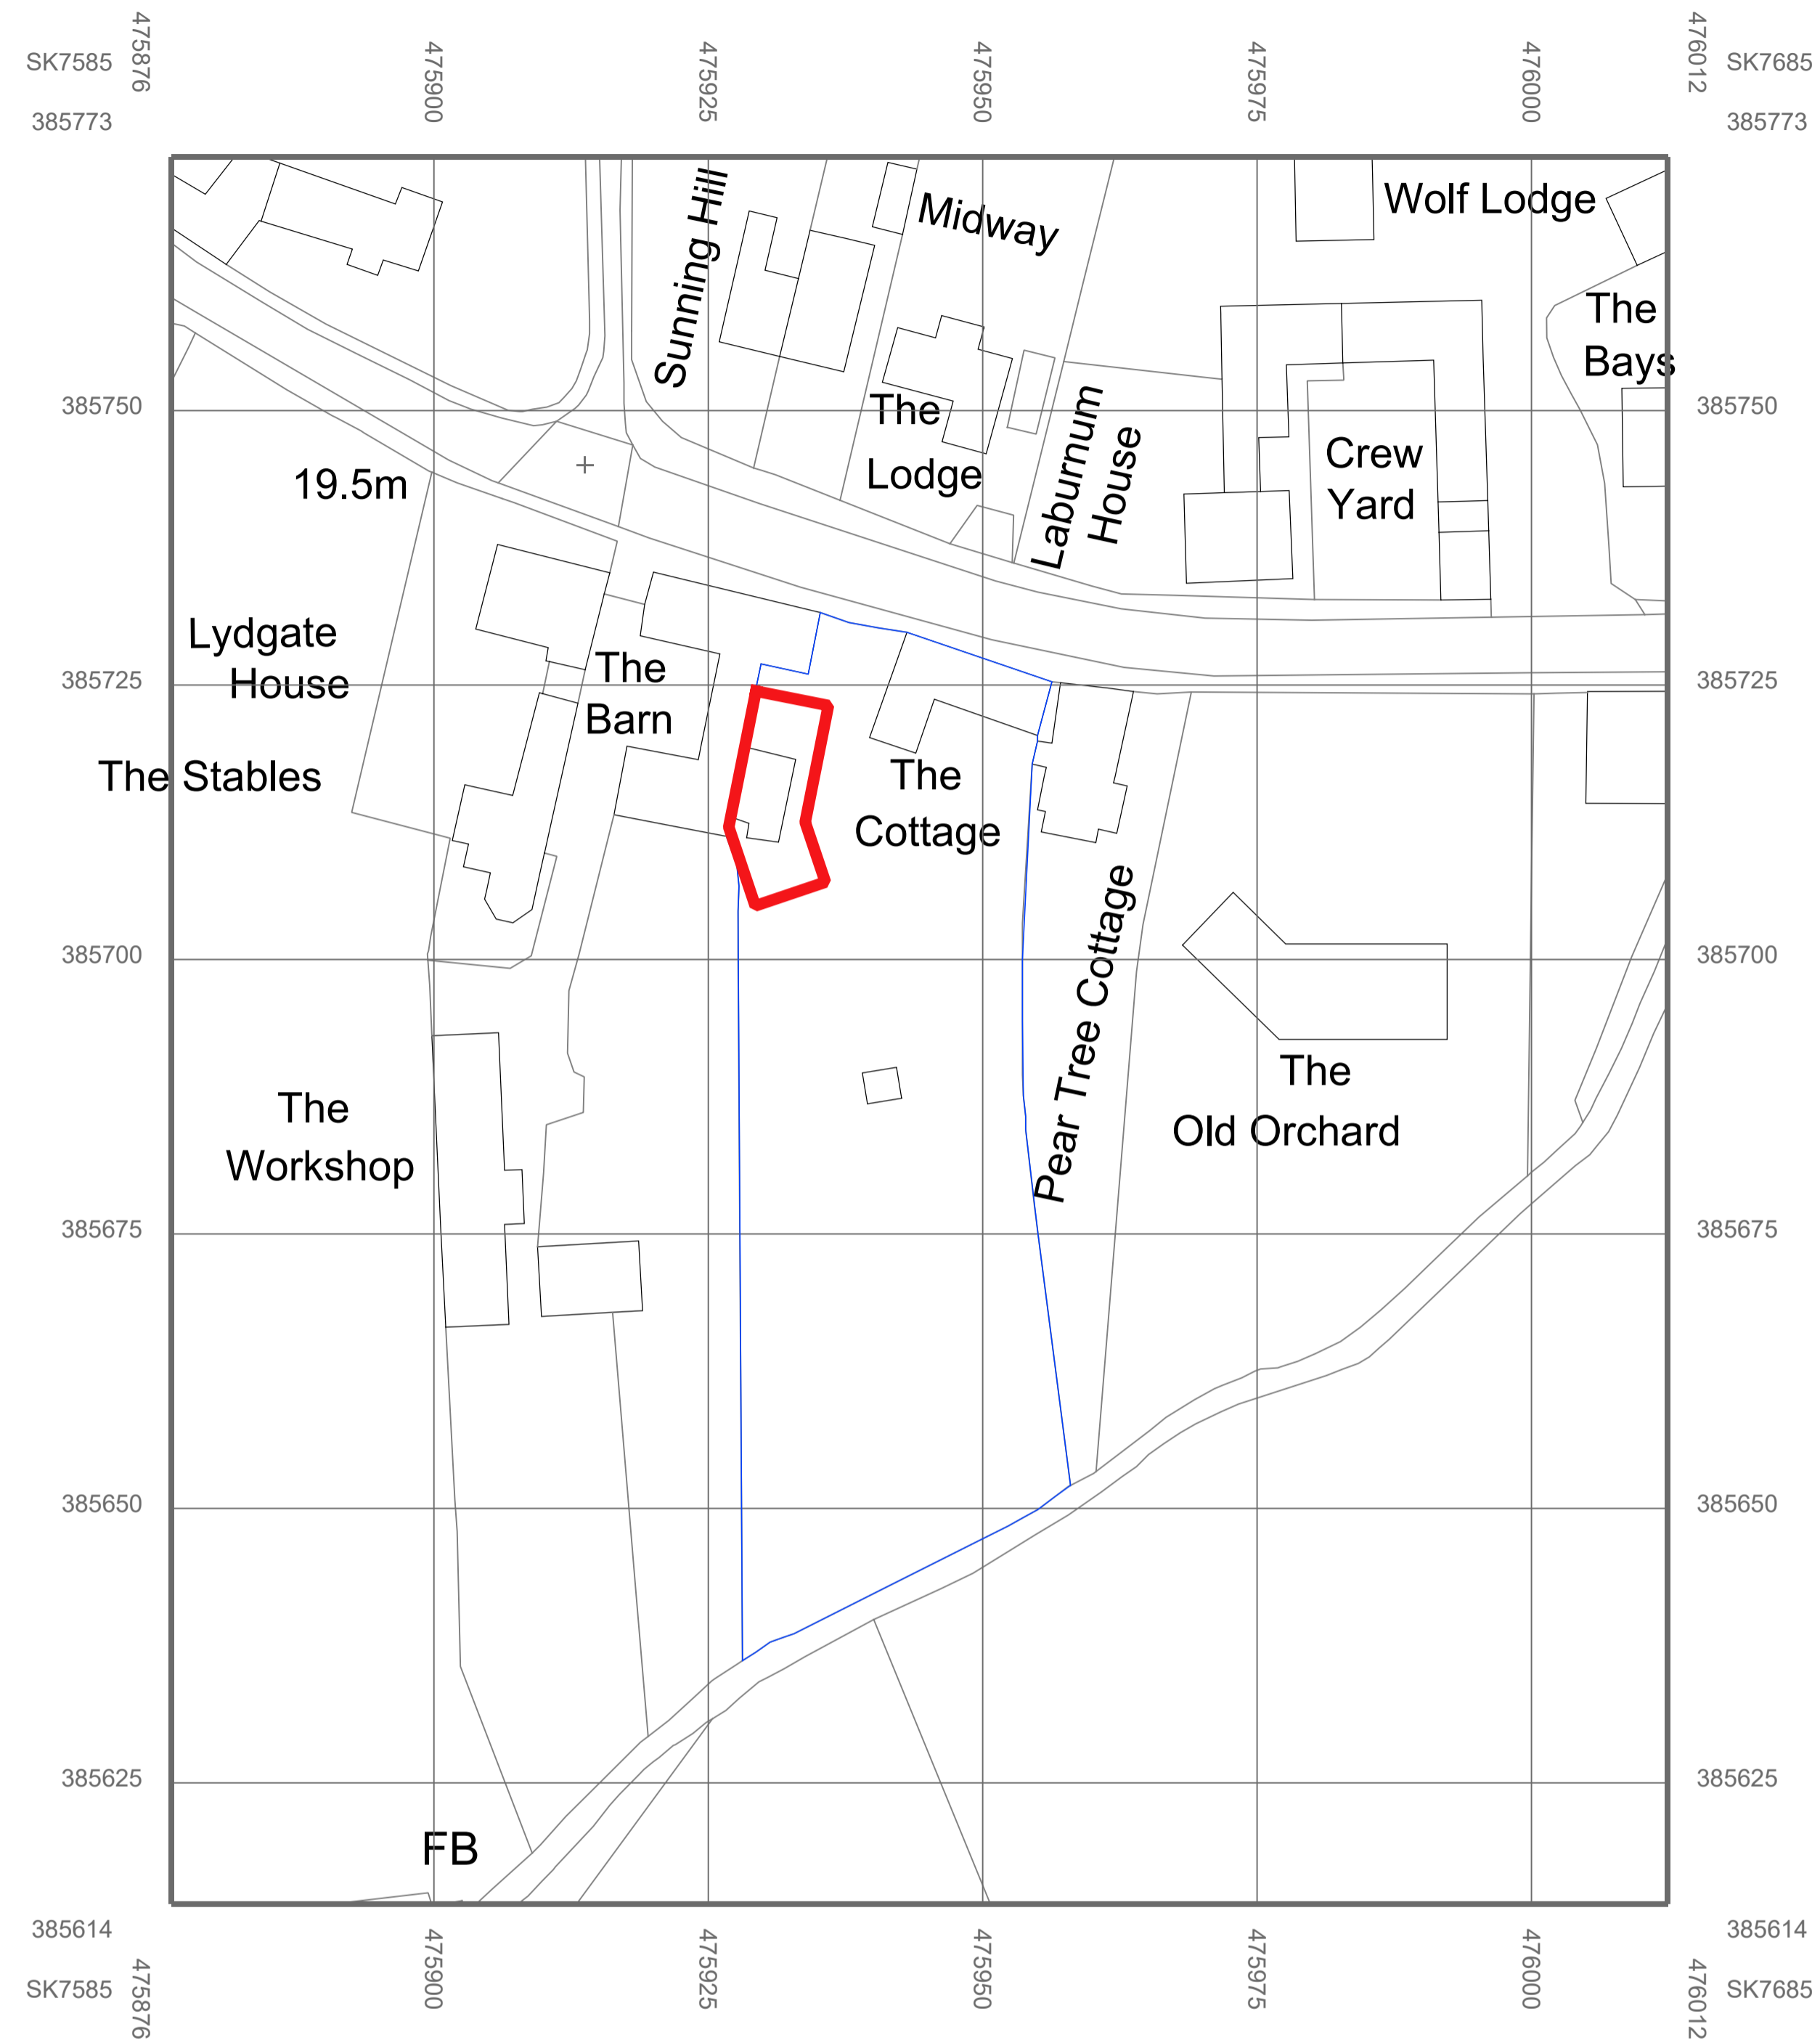 SK7585
475876
475900
475925
475950
475975
476000
476012
SK7685
385773
385773
Sunning Hill
Midway
Wolf Lodge
The
Bays
385750
The
Lodge
Laburnum
House
Crew
Yard
385750
19.5m
Lydgate
House
The
Barn
385725
385725
The Stables
The
Cottage
Pear Tree Cottage
385700
385700
The
Workshop
The
Old Orchard
385675
385675
385650
385650
385625
385625
FB
385614
385614
SK7585
475876
475900
475925
475950
475975
476000
476012
SK7685